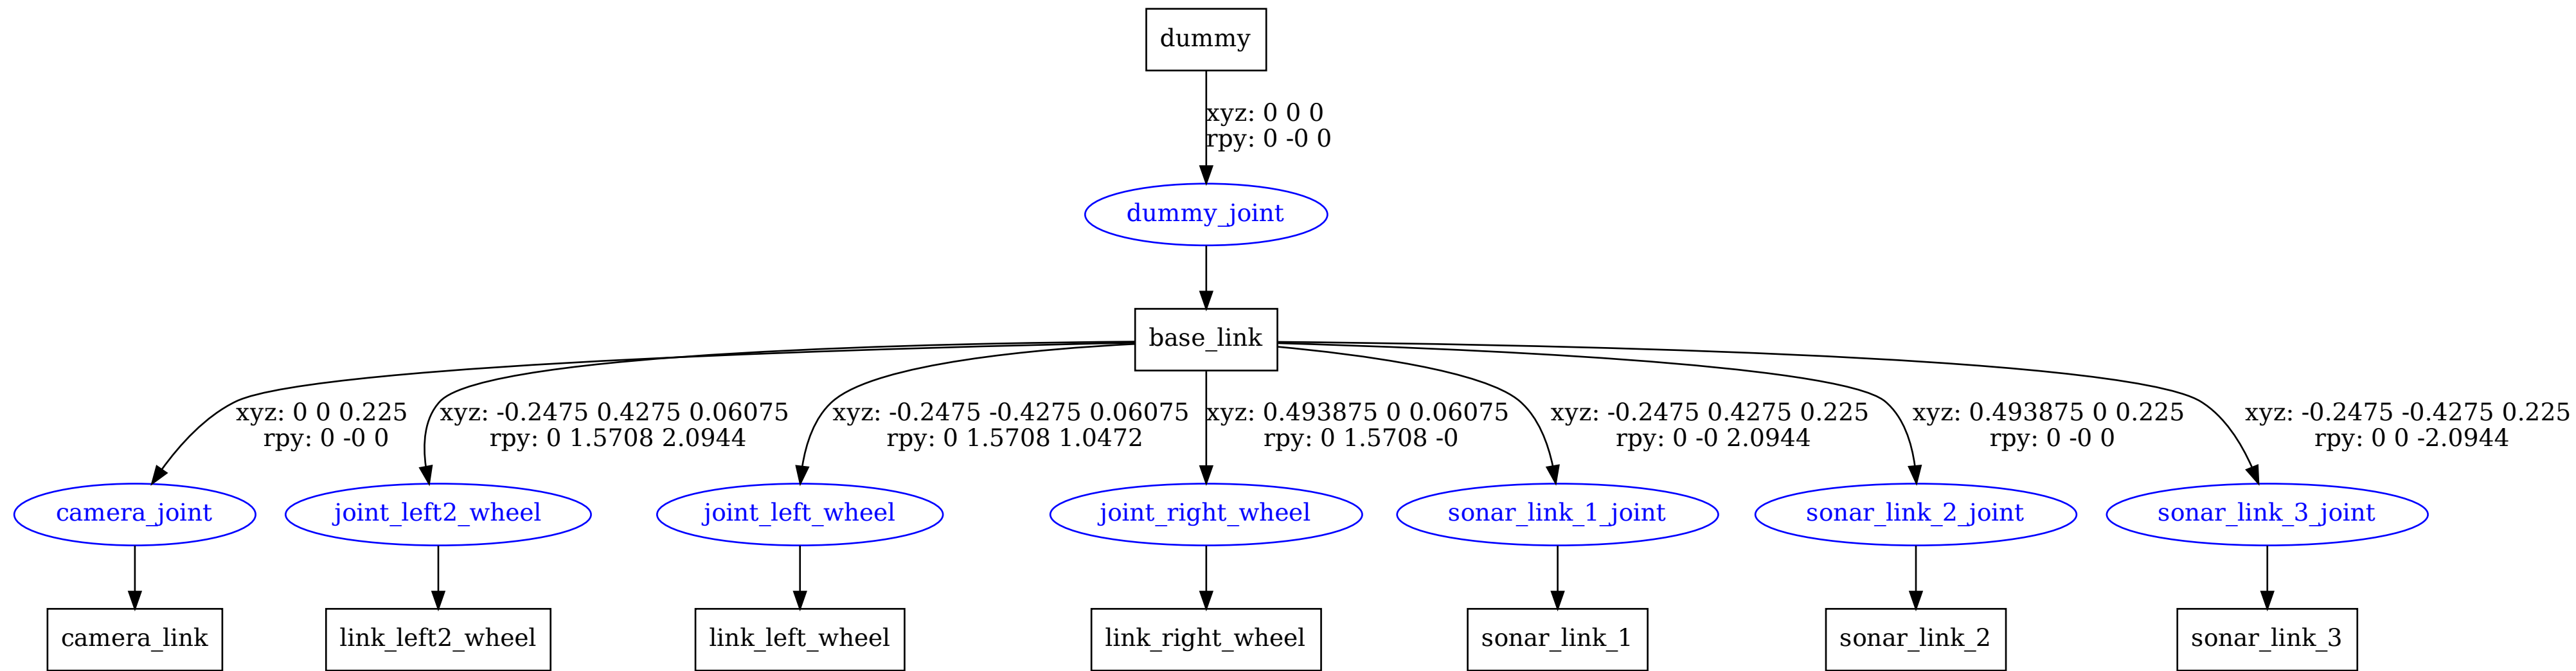 dummy
xyz: 0 0 0
rpy: 0 -0 0
dummy_joint
base_link
xyz: 0 0 0.225
rpy: 0 -0 0
xyz: -0.2475 0.4275 0.06075
rpy: 0 1.5708 2.0944
xyz: -0.2475 -0.4275 0.06075
rpy: 0 1.5708 1.0472
xyz: 0.493875 0 0.06075
rpy: 0 1.5708 -0
xyz: -0.2475 0.4275 0.225
rpy: 0 -0 2.0944
xyz: 0.493875 0 0.225
rpy: 0 -0 0
xyz: -0.2475 -0.4275 0.225
rpy: 0 0 -2.0944
camera_joint
joint_left2_wheel
joint_left_wheel
joint_right_wheel
sonar_link_1_joint
sonar_link_2_joint
sonar_link_3_joint
camera_link
link_left2_wheel
link_left_wheel
link_right_wheel
sonar_link_1
sonar_link_2
sonar_link_3